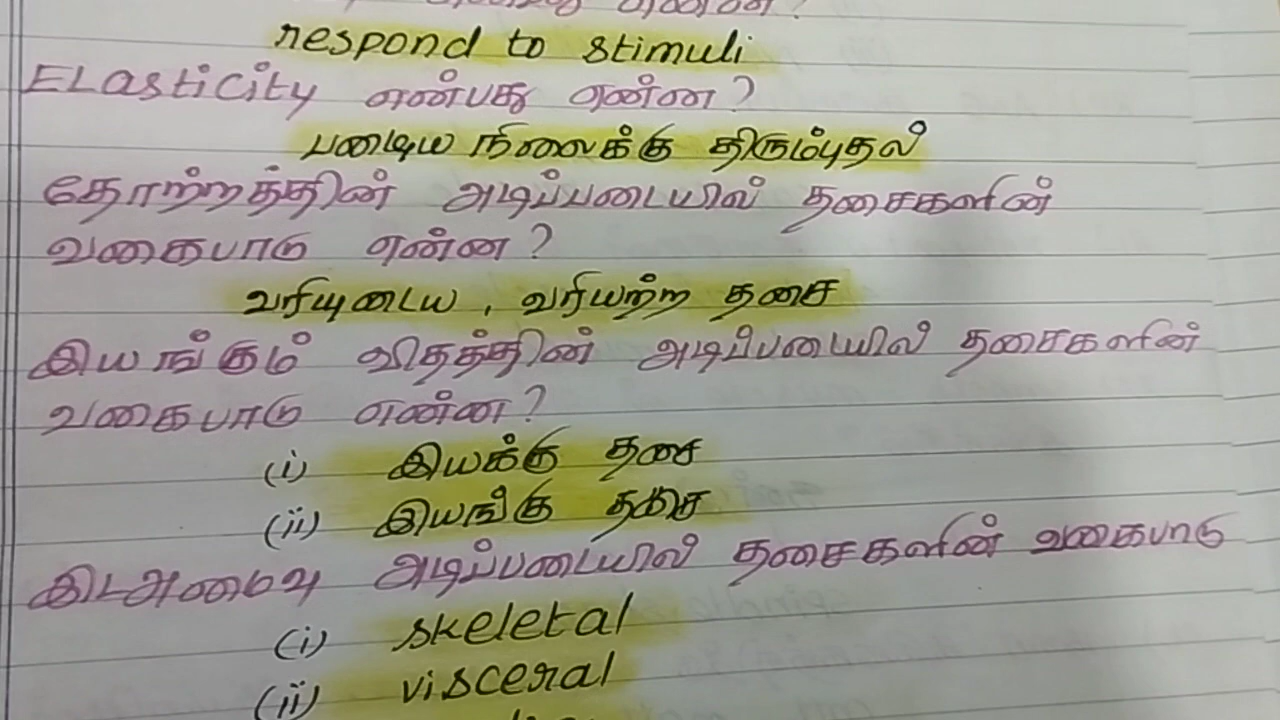 என்ன?
respond to stimuli
Elasticity என்பது என்ன?
பழைய நிலைக்கு திரும்புதல்
தோற்றத்தின் அடிப்படையில் தசைகளின்
வகைபாடு என்ன?
வரியுடைய, வரியற்ற தசை
இயங்கும் விதத்தின் அடிப்படையில் தசைகளின்
வகைபாடு என்ன?
(i) இயக்கு தசை
(ii) இயங்கு தசை
இடஅமைவு அடிப்படையில் தசைகளின் வகைபாடு
(i) skeletal
(ii) visceral